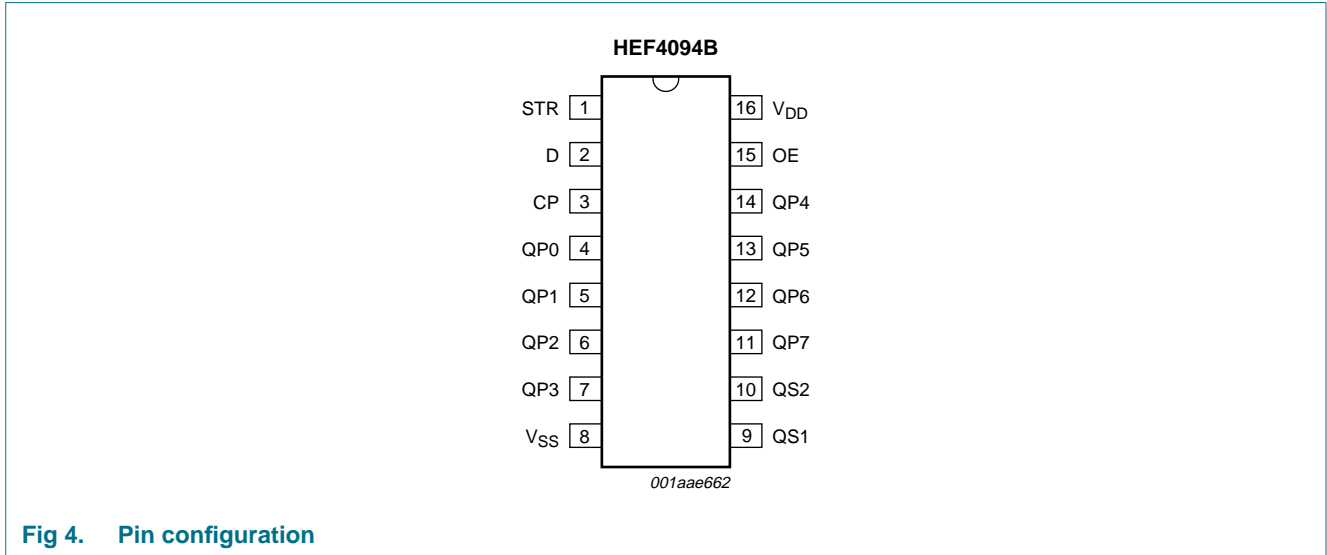 HEF4094B
STR 1 16 VDD
D 2 15 OE
CP 3 14 QP4
QP0 4 13 QP5
QP1 5 12 QP6
QP2 6 11 QP7
QP3 7 10 QS2
VSS 8 9 QS1
001aae662
Fig 4. Pin configuration